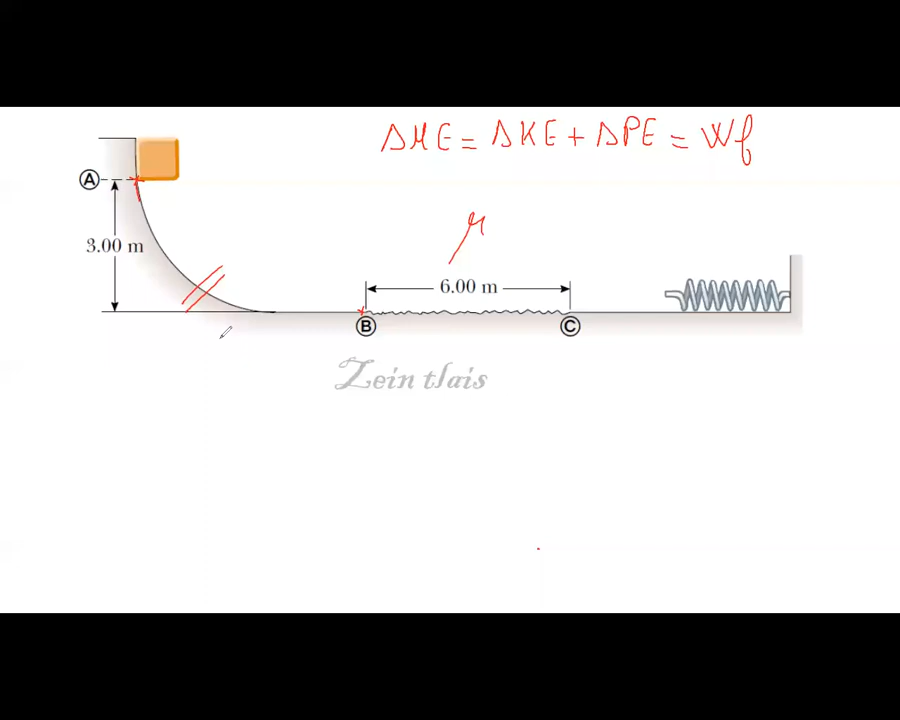 ΔME = ΔKE + ΔPE = Wf
A
3.00 m
μ
6.00 m
B
C
Zein tlais